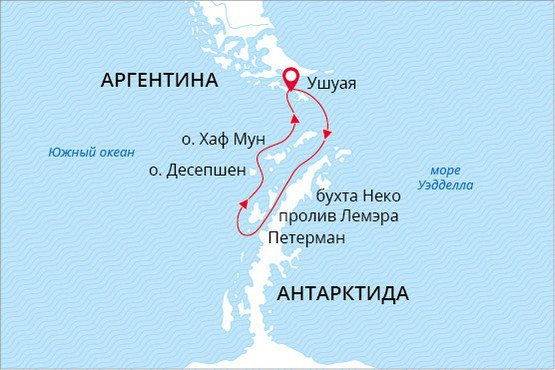 АРГЕНТИНА
Ушуая
о. Хаф Мун
Южный океан
о. Десепшен
море
Уэдделла
бухта Неко
пролив Лемэра
Петерман
АНТАРКТИДА